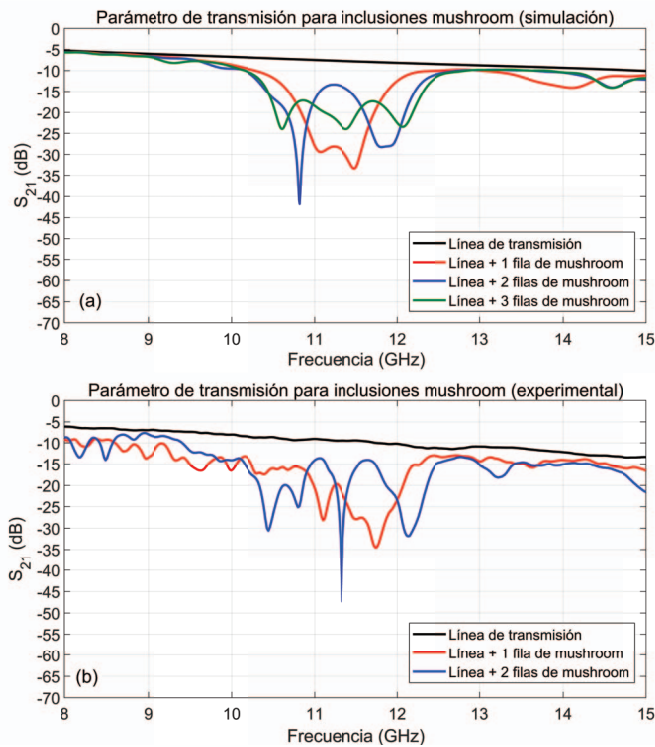 Parámetro de transmisión para inclusiones mushroom (simulación)
0
-5
-10
-15
-20
-25
-30
-35
-40
-45
-50
-55
-60
-65
-70
S21 (dB)
Línea de transmisión
Línea + 1 fila de mushroom
Línea + 2 filas de mushroom
Línea + 3 filas de mushroom
(a)
8 9 10 11 12 13 14 15
Frecuencia (GHz)
Parámetro de transmisión para inclusiones mushroom (experimental)
0
-5
-10
-15
-20
-25
-30
-35
-40
-45
-50
-55
-60
-65
-70
S21 (dB)
Línea de transmisión
Línea + 1 fila de mushroom
Línea + 2 filas de mushroom
(b)
8 9 10 11 12 13 14 15
Frecuencia (GHz)